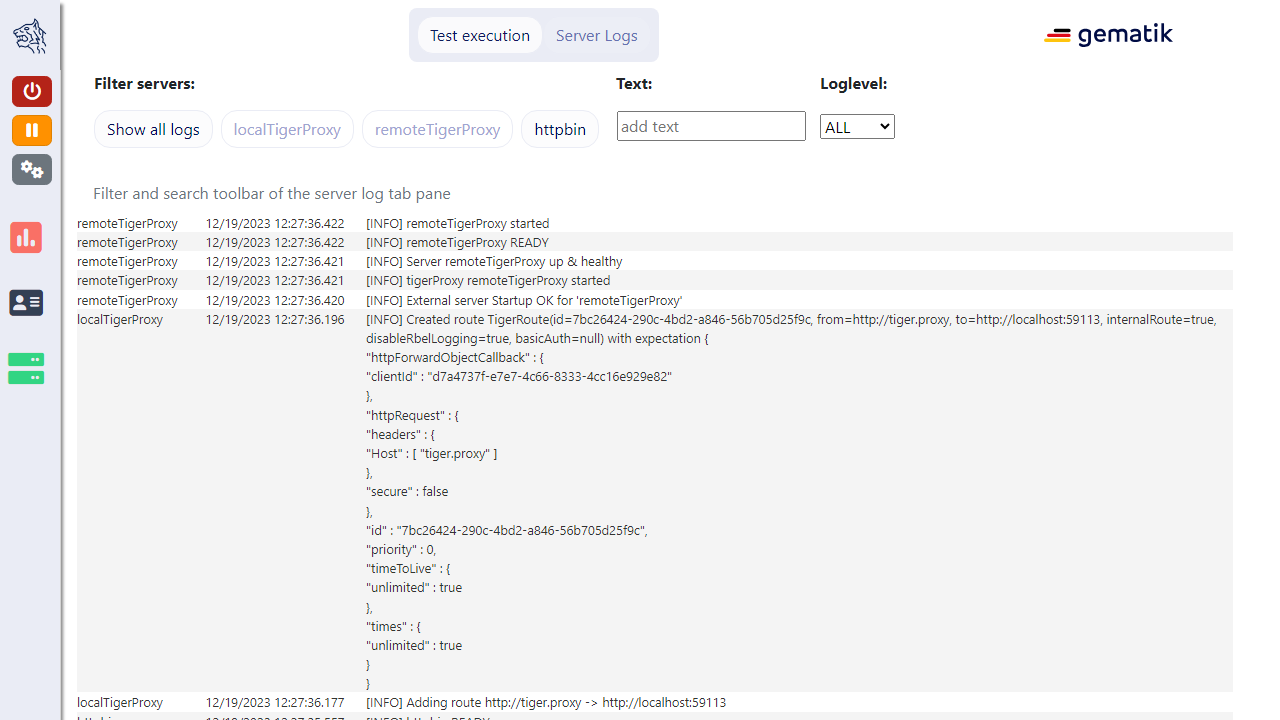 Test execution Server Logs
gematik
Filter servers: Text: Loglevel:
Show all logs localTigerProxy remoteTigerProxy httpbin add text ALL
Filter and search toolbar of the server log tab pane
remoteTigerProxy 12/19/2023 12:27:36.422 [INFO] remoteTigerProxy started
remoteTigerProxy 12/19/2023 12:27:36.422 [INFO] remoteTigerProxy READY
remoteTigerProxy 12/19/2023 12:27:36.421 [INFO] Server remoteTigerProxy up & healthy
remoteTigerProxy 12/19/2023 12:27:36.421 [INFO] tigerProxy remoteTigerProxy started
remoteTigerProxy 12/19/2023 12:27:36.420 [INFO] External server Startup OK for 'remoteTigerProxy'
localTigerProxy 12/19/2023 12:27:36.196 [INFO] Created route TigerRoute(id=7bc26424-290c-4bd2-a846-56b705d25f9c, from=http://tiger.proxy, to=http://localhost:59113, internalRoute=true,
disableRbelLogging=true, basicAuth=null) with expectation {
"httpForwardObjectCallback" : {
"clientId" : "d7a4737f-e7e7-4c66-8333-4cc16e929e82"
},
"httpRequest" : {
"headers" : {
"Host" : [ "tiger.proxy" ]
},
"secure" : false
},
"id" : "7bc26424-290c-4bd2-a846-56b705d25f9c",
"priority" : 0,
"timeToLive" : {
"unlimited" : true
},
"times" : {
"unlimited" : true
}
}
localTigerProxy 12/19/2023 12:27:36.177 [INFO] Adding route http://tiger.proxy -> http://localhost:59113